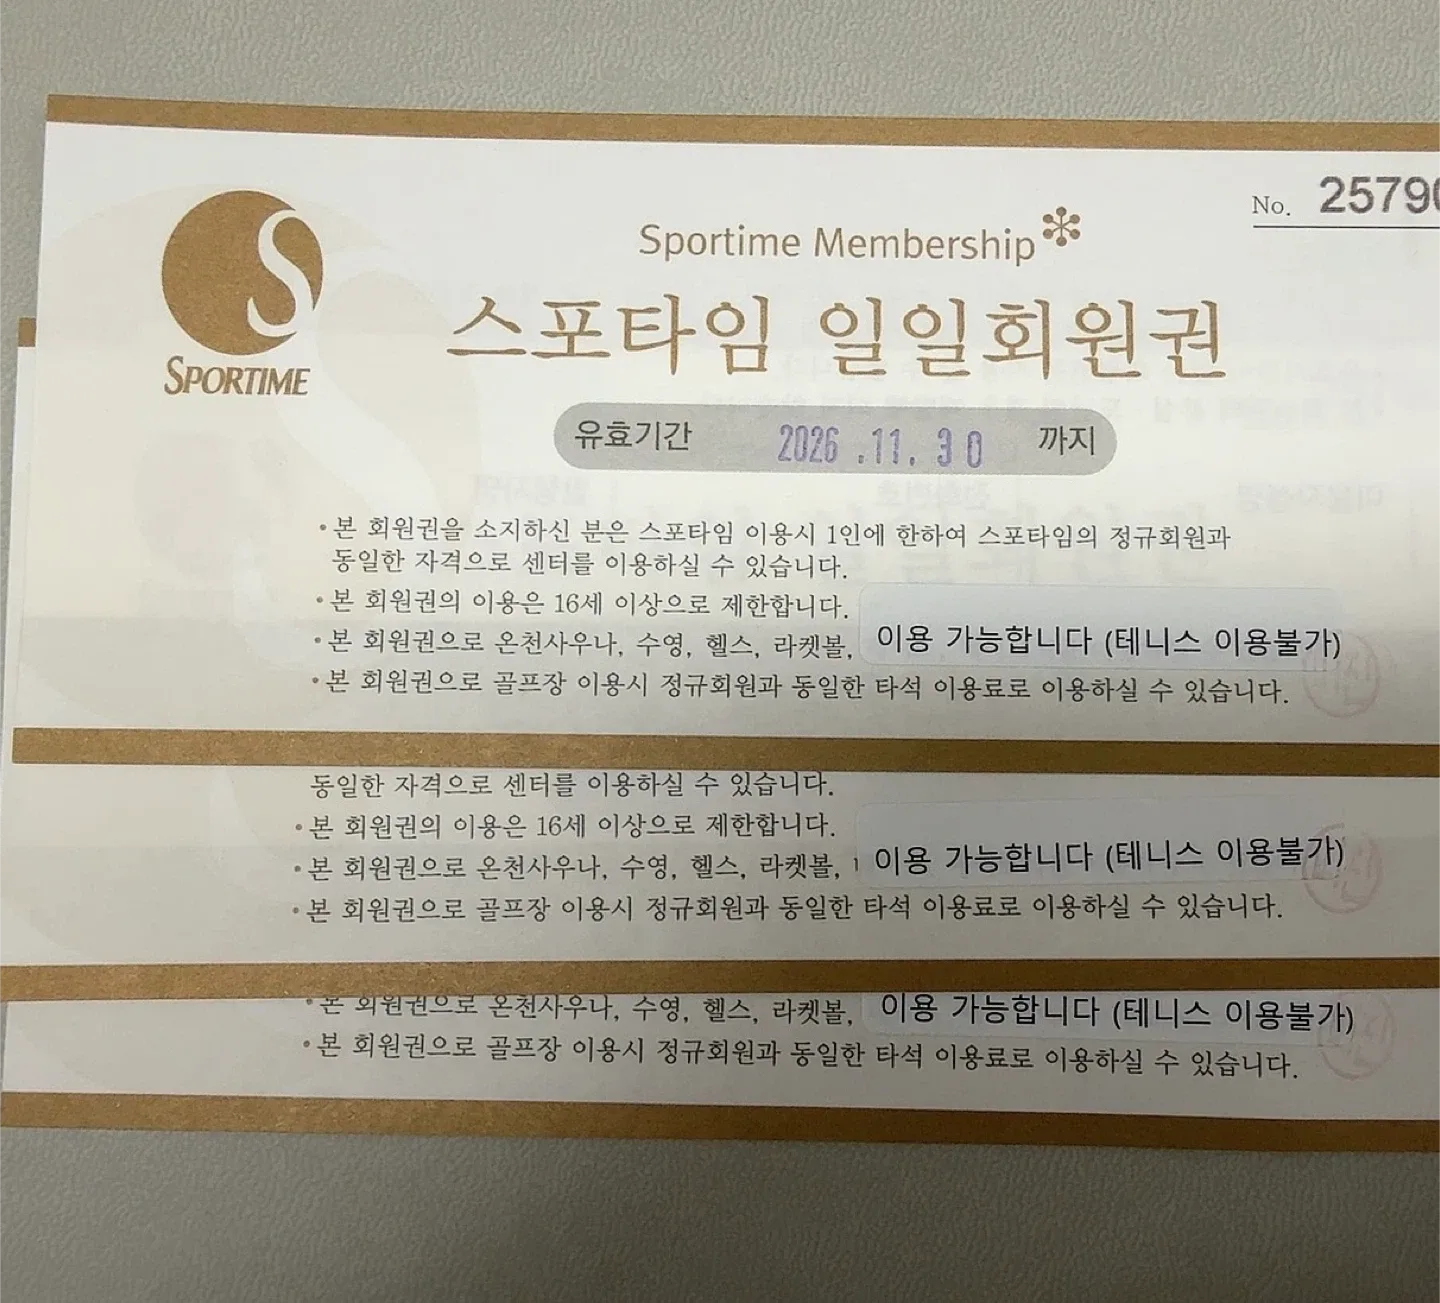 No. 25790
Sportime Membership
SPORTIME
스포타임 일일회원권
유효기간 2026.11.30 까지
• 본 회원권을 소지하신 분은 스포타임 이용시 1인에 한하여 스포타임의 정규회원과
동일한 자격으로 센터를 이용하실 수 있습니다.
• 본 회원권의 이용은 16세 이상으로 제한합니다.
• 본 회원권으로 온천사우나, 수영, 헬스, 라켓볼, 이용 가능합니다 (테니스 이용불가)
• 본 회원권으로 골프장 이용시 정규회원과 동일한 타석 이용료로 이용하실 수 있습니다.
동일한 자격으로 센터를 이용하실 수 있습니다.
• 본 회원권의 이용은 16세 이상으로 제한합니다.
• 본 회원권으로 온천사우나, 수영, 헬스, 라켓볼, 이용 가능합니다 (테니스 이용불가)
• 본 회원권으로 골프장 이용시 정규회원과 동일한 타석 이용료로 이용하실 수 있습니다.
• 본 회원권으로 온천사우나, 수영, 헬스, 라켓볼, 이용 가능합니다 (테니스 이용불가)
• 본 회원권으로 골프장 이용시 정규회원과 동일한 타석 이용료로 이용하실 수 있습니다.